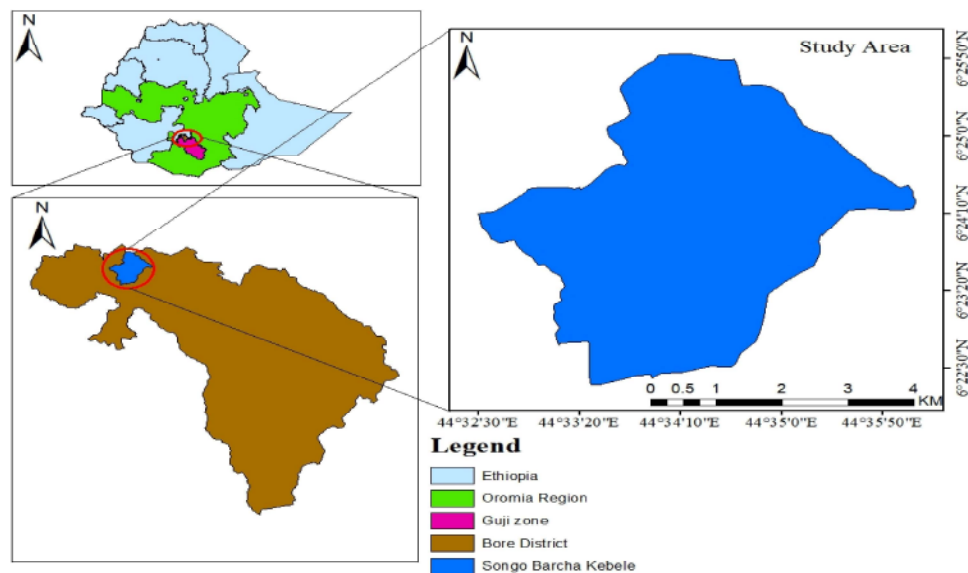 N
N
Study Area
N
6°25'50"N
6°25'0"N
6°24'10"N
6°23'20"N
6°22'30"N
0 0.5 1 2 3 4
KM
44°32'30"E 44°33'20"E 44°34'10"E 44°35'0"E 44°35'50"E
Legend
Ethiopia
Oromia Region
Guji zone
Bore District
Songo Barcha Kebele